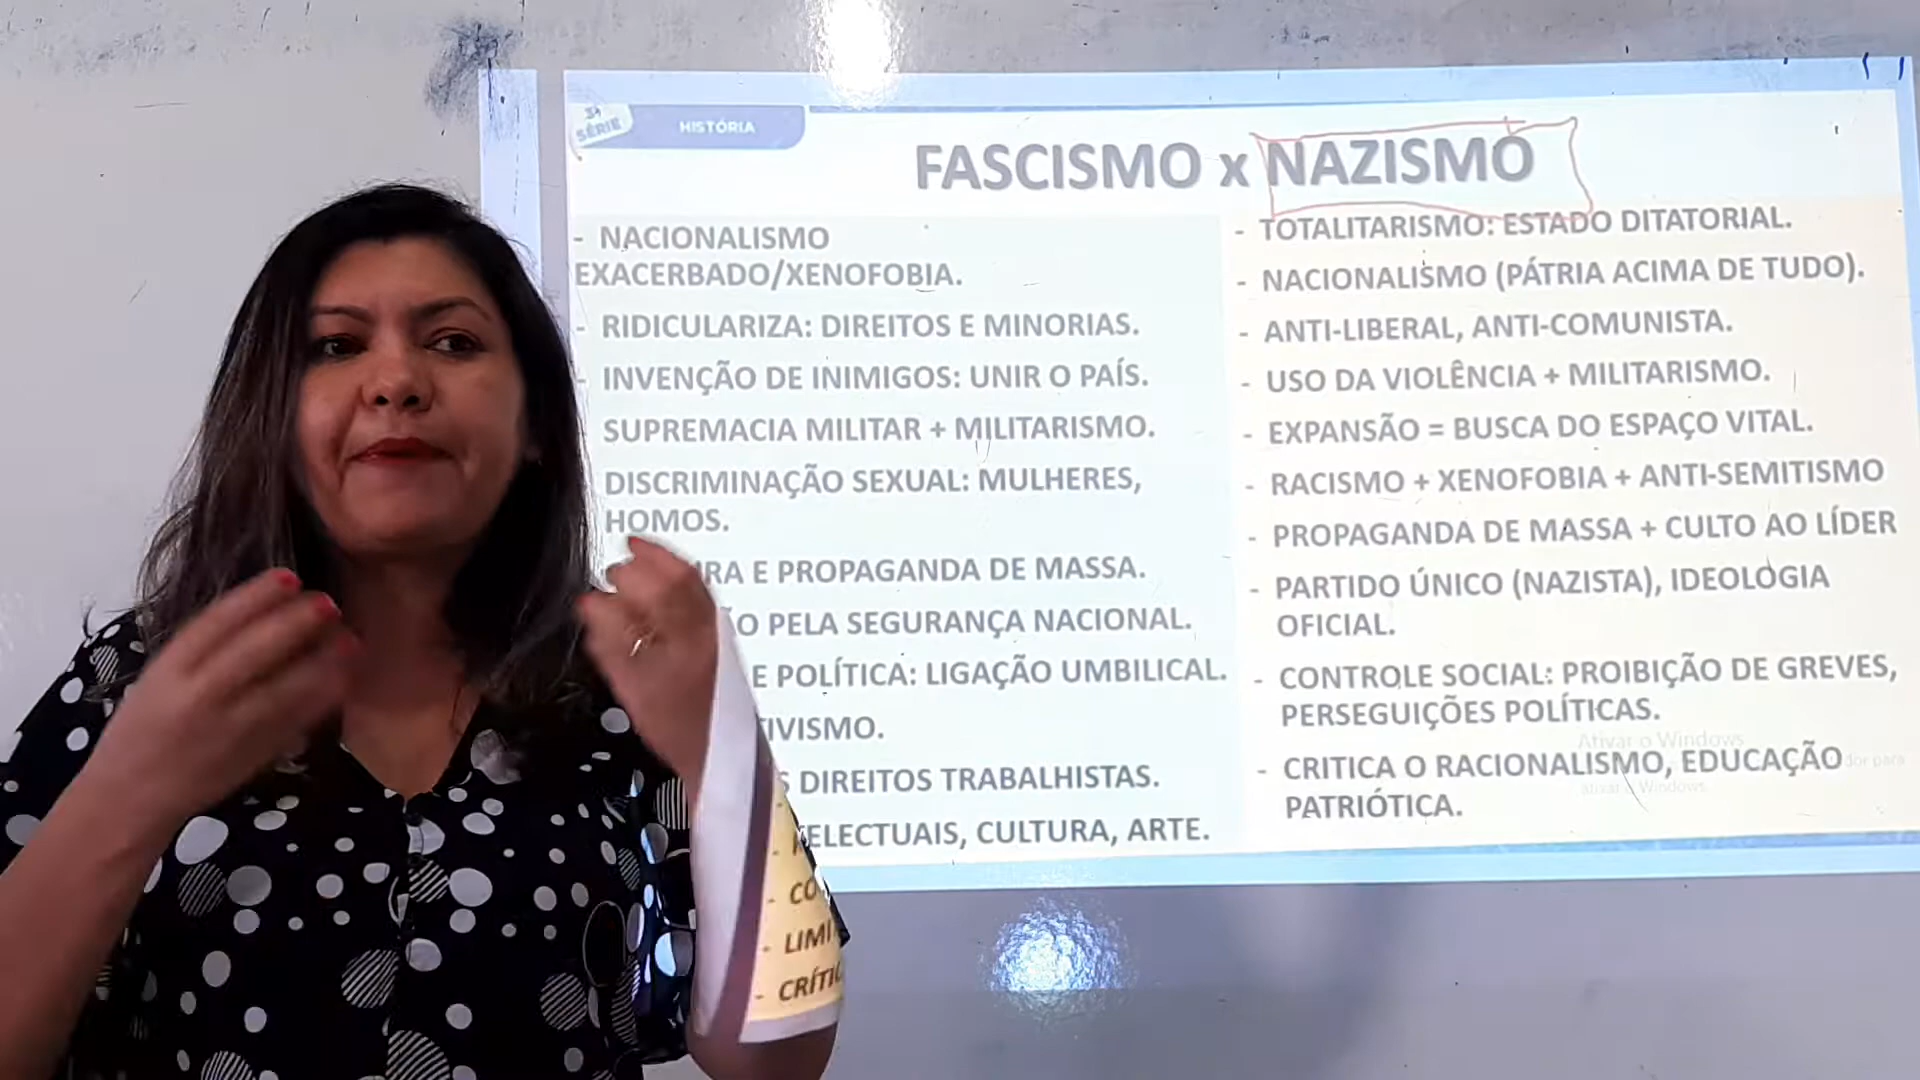 3ª
SÉRIE
HISTÓRIA
FASCISMO x NAZISMO
- NACIONALISMO
EXACERBADO/XENOFOBIA.
- RIDICULARIZA: DIREITOS E MINORIAS.
- INVENÇÃO DE INIMIGOS: UNIR O PAÍS.
SUPREMACIA MILITAR + MILITARISMO.
DISCRIMINAÇÃO SEXUAL: MULHERES,
HOMOS.
E PROPAGANDA DE MASSA.
PELA SEGURANÇA NACIONAL.
E POLÍTICA: LIGAÇÃO UMBILICAL.
DIREITOS TRABALHISTAS.
CULTURA, ARTE.
- TOTALITARISMO: ESTADO DITATORIAL.
- NACIONALISMO (PÁTRIA ACIMA DE TUDO).
- ANTI-LIBERAL, ANTI-COMUNISTA.
- USO DA VIOLÊNCIA + MILITARISMO.
- EXPANSÃO = BUSCA DO ESPAÇO VITAL.
- RACISMO + XENOFOBIA + ANTI-SEMITISMO
- PROPAGANDA DE MASSA + CULTO AO LÍDER
- PARTIDO ÚNICO (NAZISTA), IDEOLOGIA
OFICIAL.
- CONTROLE SOCIAL: PROIBIÇÃO DE GREVES,
PERSEGUIÇÕES POLÍTICAS.
- CRITICA O RACIONALISMO, EDUCAÇÃO
PATRIÓTICA.
Ativar o Windows
para
ativar o Windows.